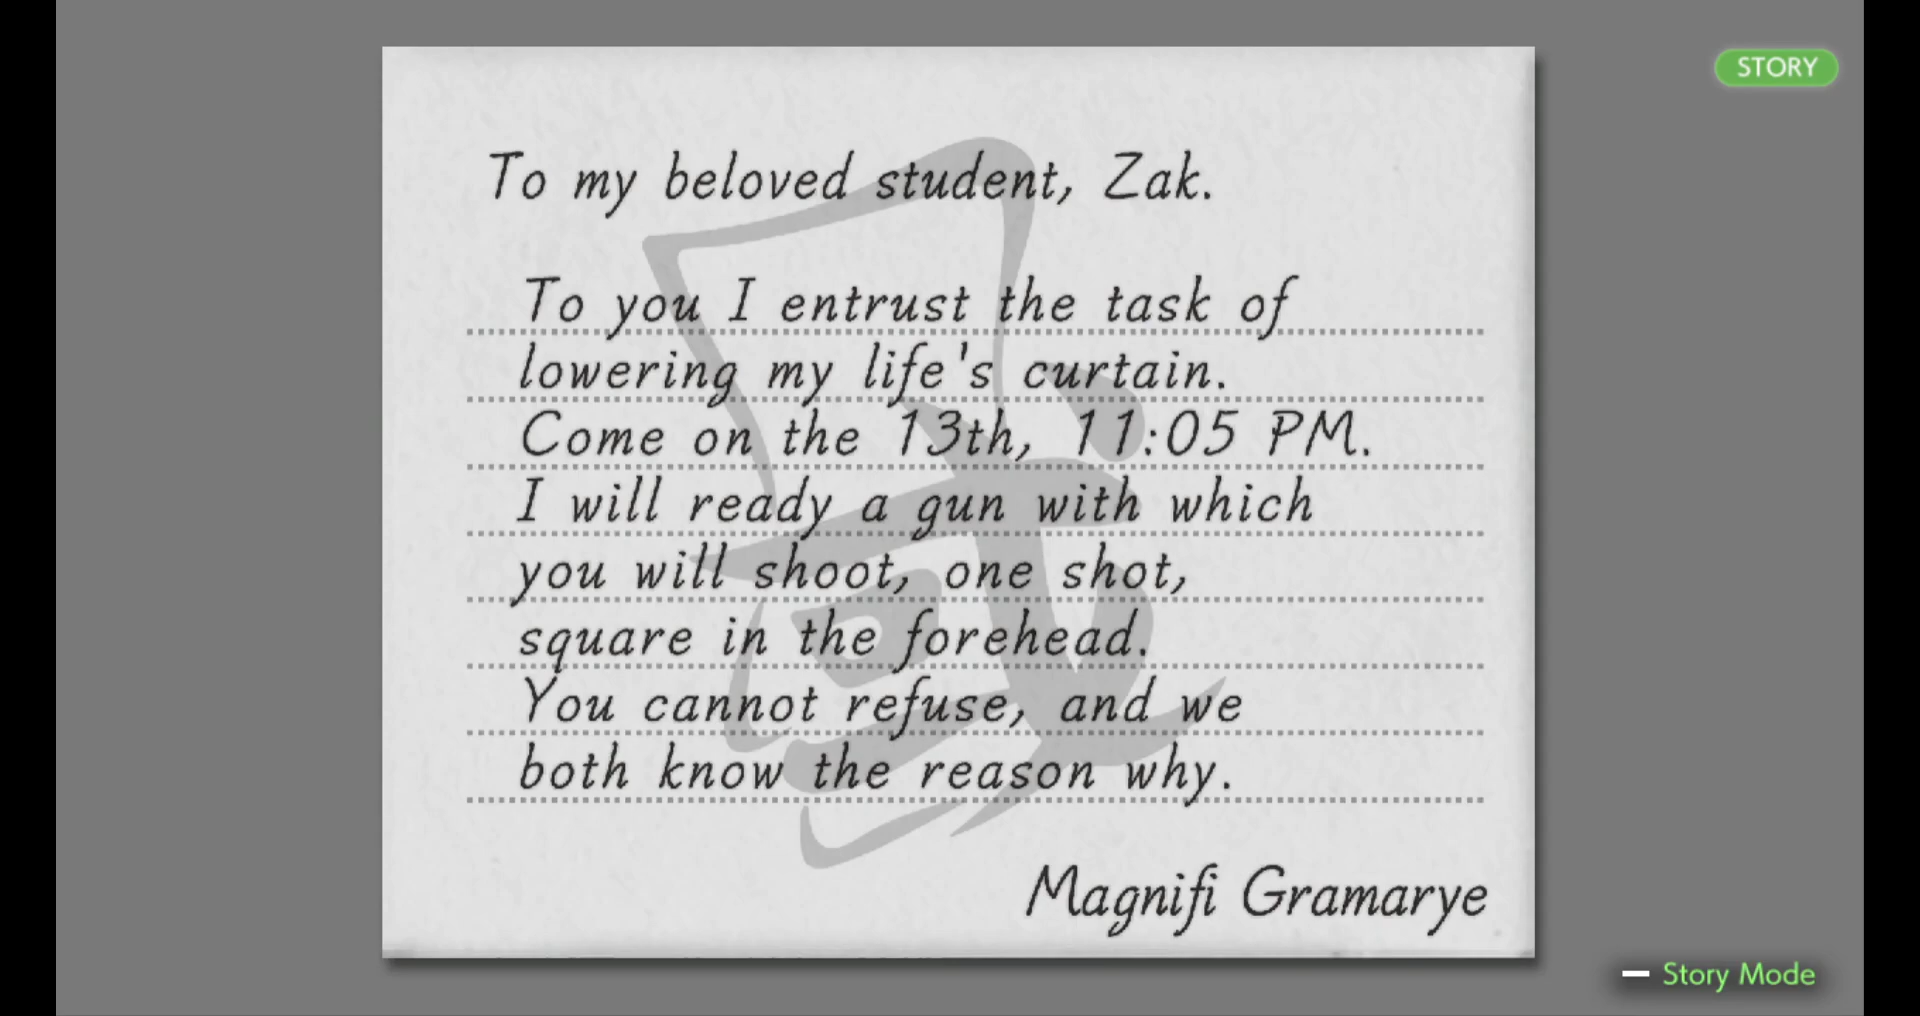 STORY
To my beloved student, Zak.
To you I entrust the task of
lowering my life's curtain.
Come on the 13th, 11:05 PM.
I will ready a gun with which
you will shoot, one shot,
square in the forehead.
You cannot refuse, and we
both know the reason why.
Magnifi Gramarye
Story Mode